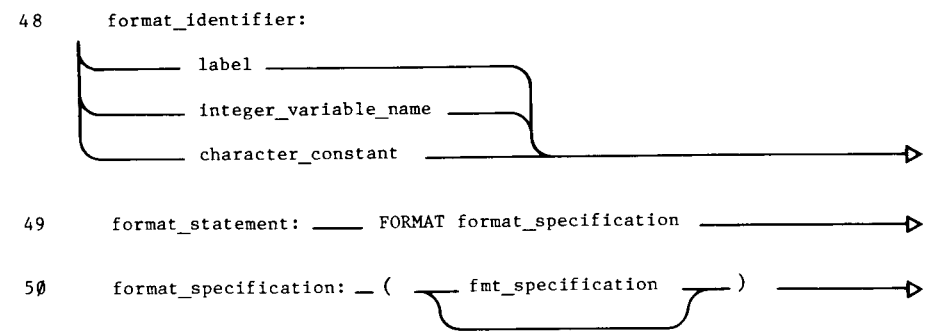 48 format_identifier:
label
integer_variable_name
character_constant
49 format_statement: FORMAT format_specification
5Ø format_specification: ( fmt_specification )